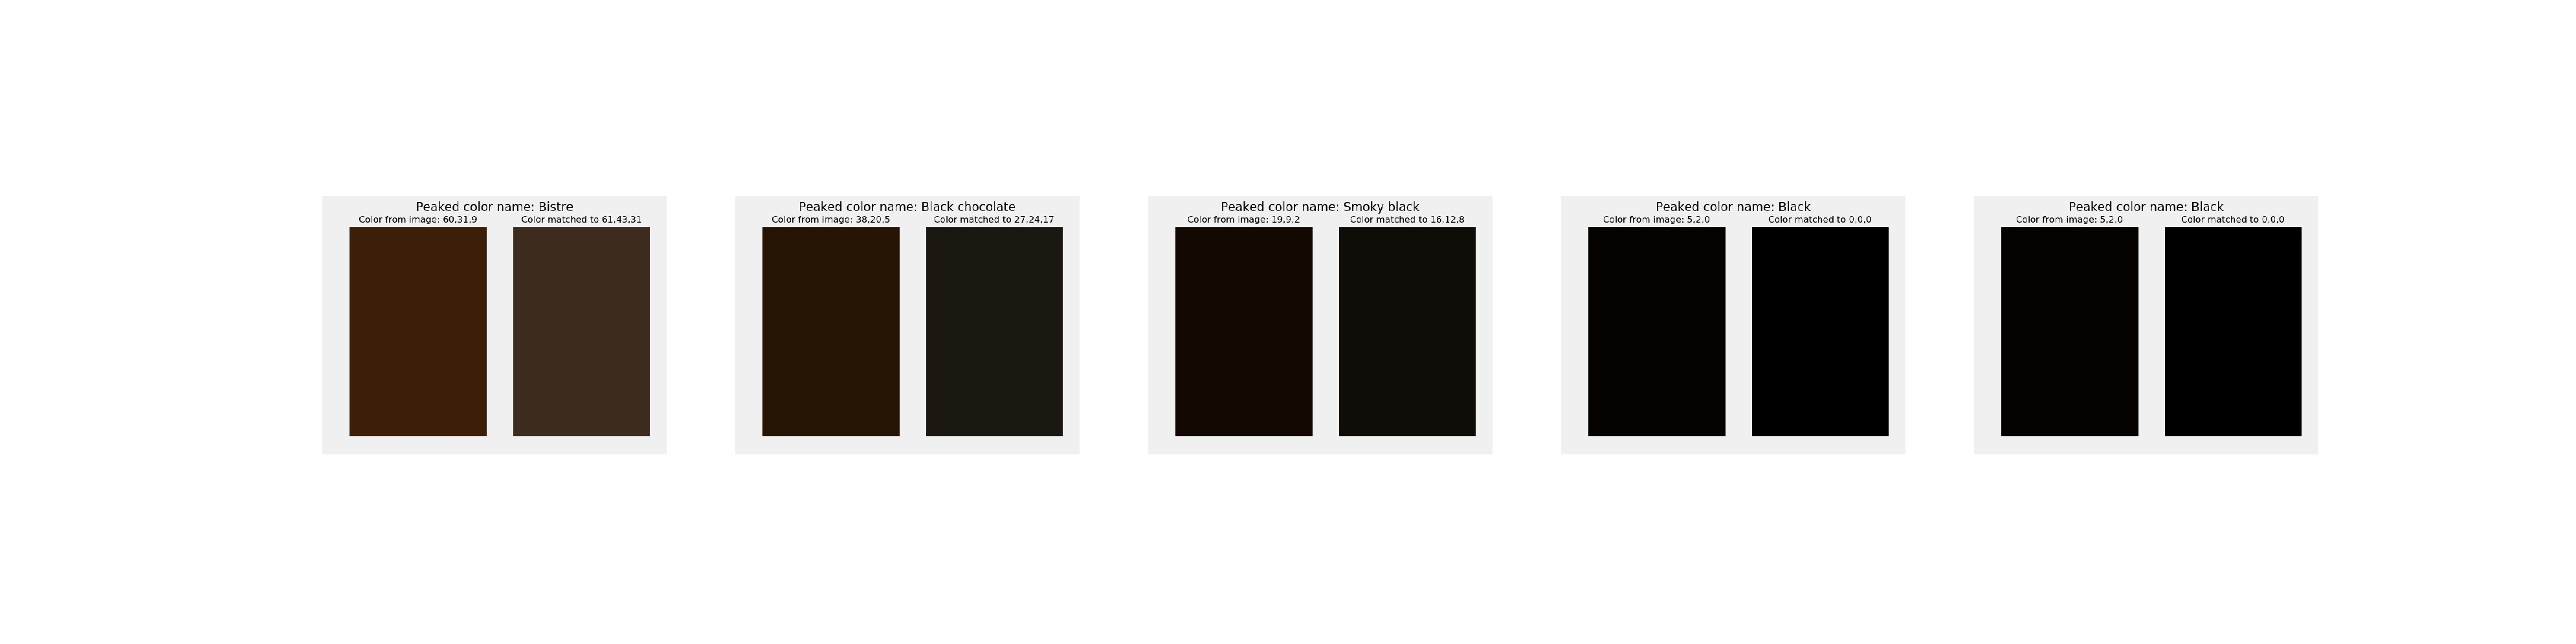 Peaked color name: Bistre
Color from image: 60,31,9
Color matched to 61,43,31
Peaked color name: Black chocolate
Color from image: 38,20,5
Color matched to 27,24,17
Peaked color name: Smoky black
Color from image: 19,9,2
Color matched to 16,12,8
Peaked color name: Black
Color from image: 5,2,0
Color matched to 0,0,0
Peaked color name: Black
Color from image: 5,2,0
Color matched to 0,0,0